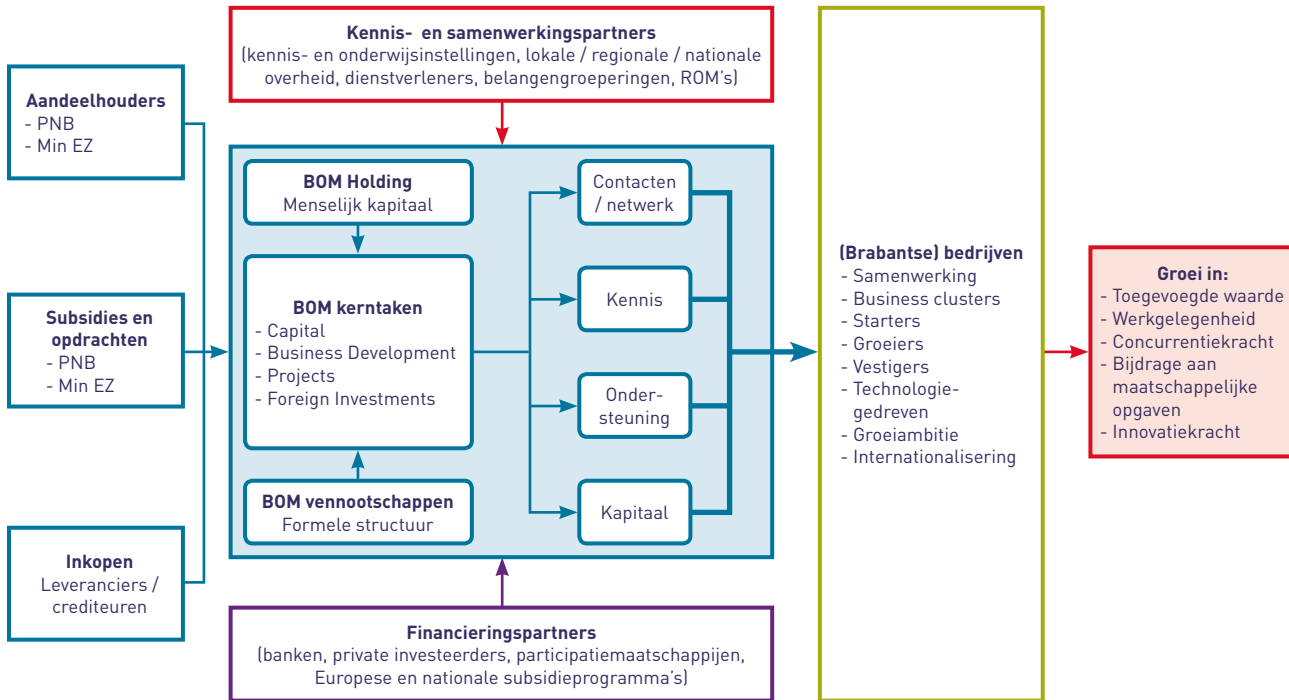 Kennis- en samenwerkingspartners
(kennis- en onderwijsinstellingen, lokale / regionale / nationale
overheid, dienstverleners, belangengroeperingen, ROM's)
Aandeelhouders
- PNB
- Min EZ
Subsidies en
opdrachten
- PNB
- Min EZ
Inkopen
Leveranciers /
crediteuren
BOM Holding
Menselijk kapitaal
BOM kerntaken
- Capital
- Business Development
- Projects
- Foreign Investments
BOM vennootschappen
Formele structuur
Contacten
/ netwerk
Kennis
Onder-
steuning
Kapitaal
Financieringspartners
(banken, private investeerders, participatiemaatschappijen,
Europese en nationale subsidieprogramma's)
(Brabantse) bedrijven
- Samenwerking
- Business clusters
- Starters
- Groeiers
- Vestigers
- Technologie-
gedreven
- Groeiambitie
- Internationalisering
Groei in:
- Toegevoegde waarde
- Werkgelegenheid
- Concurrentiekracht
- Bijdrage aan
maatschappelijke
opgaven
- Innovatiekracht